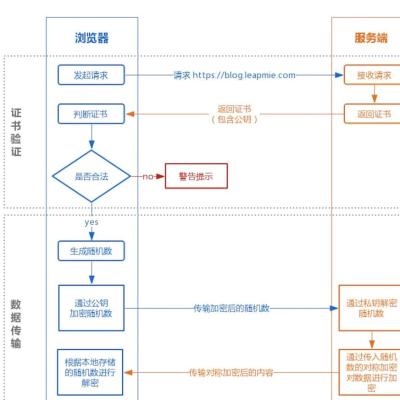 浏览器
服务端
证书验证
发起请求
请求 https://blog.leapmie.com
接收请求
判断证书
返回证书
（包含公钥）
返回证书
是否合法
no
警告提示
yes
数据传输
生成随机数
通过公钥
加密随机数
传输加密后的随机数
通过私钥解密
随机数
根据本地存储
的随机数进行
解密
传输对称加密后的内容
通过传入随机
数的对称加密
对数据进行加
密